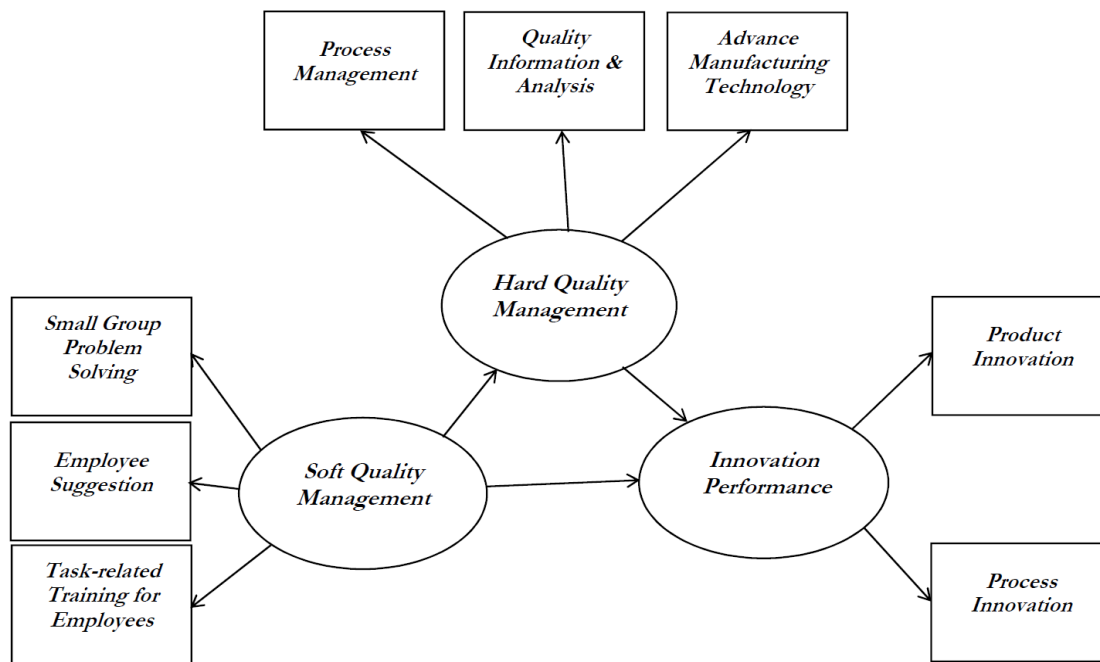 Process
Management
Quality
Information &
Analysis
Advance
Manufacturing
Technology
Hard Quality
Management
Small Group
Problem
Solving
Product
Innovation
Employee
Suggestion
Soft Quality
Management
Innovation
Performance
Task-related
Training for
Employees
Process
Innovation